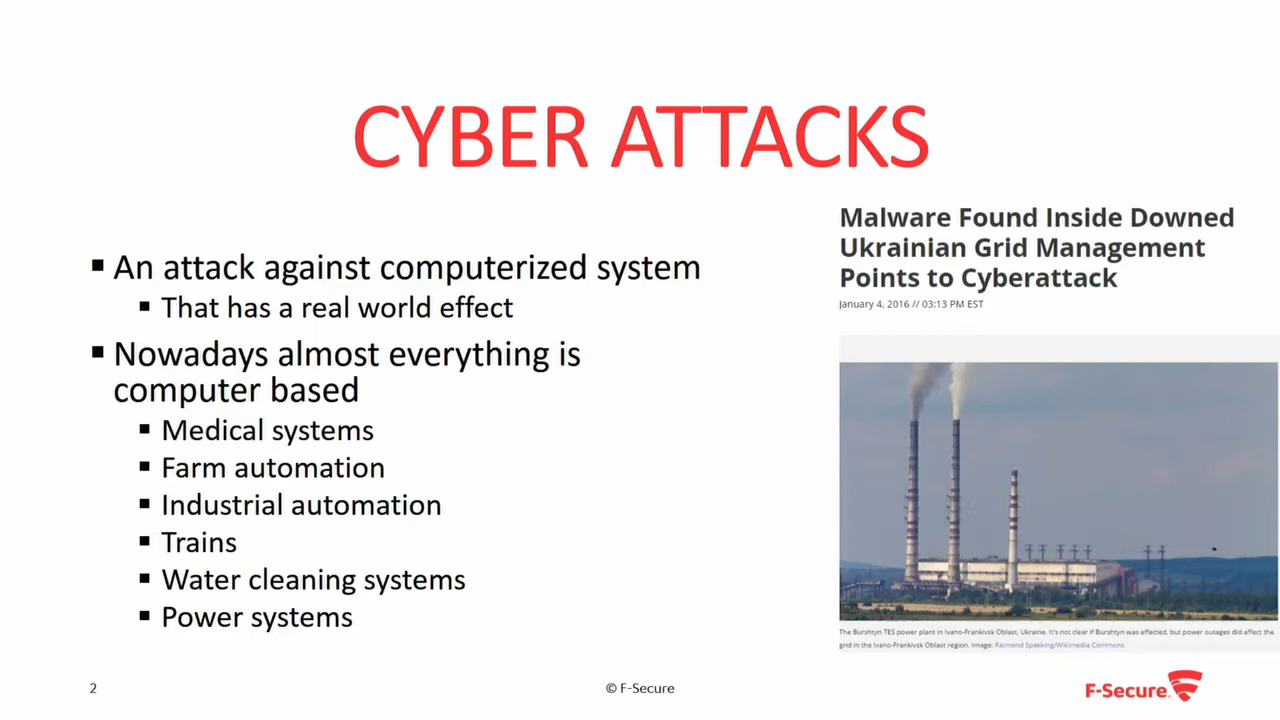 CYBER ATTACKS
▪ An attack against computerized system
▪ That has a real world effect
▪ Nowadays almost everything is
computer based
▪ Medical systems
▪ Farm automation
▪ Industrial automation
▪ Trains
▪ Water cleaning systems
▪ Power systems
Malware Found Inside Downed
Ukrainian Grid Management
Points to Cyberattack
January 4, 2016 // 03:13 PM EST
The Burshtyn TES power plant in Ivano-Frankivsk Oblast, Ukraine. It's not clear if Burshtyn was affected, but power outages did affect the
grid in the Ivano-Frankivsk Oblast region. Image: Raimond Spekking/Wikimedia Commons
2
© F-Secure
F-Secure.